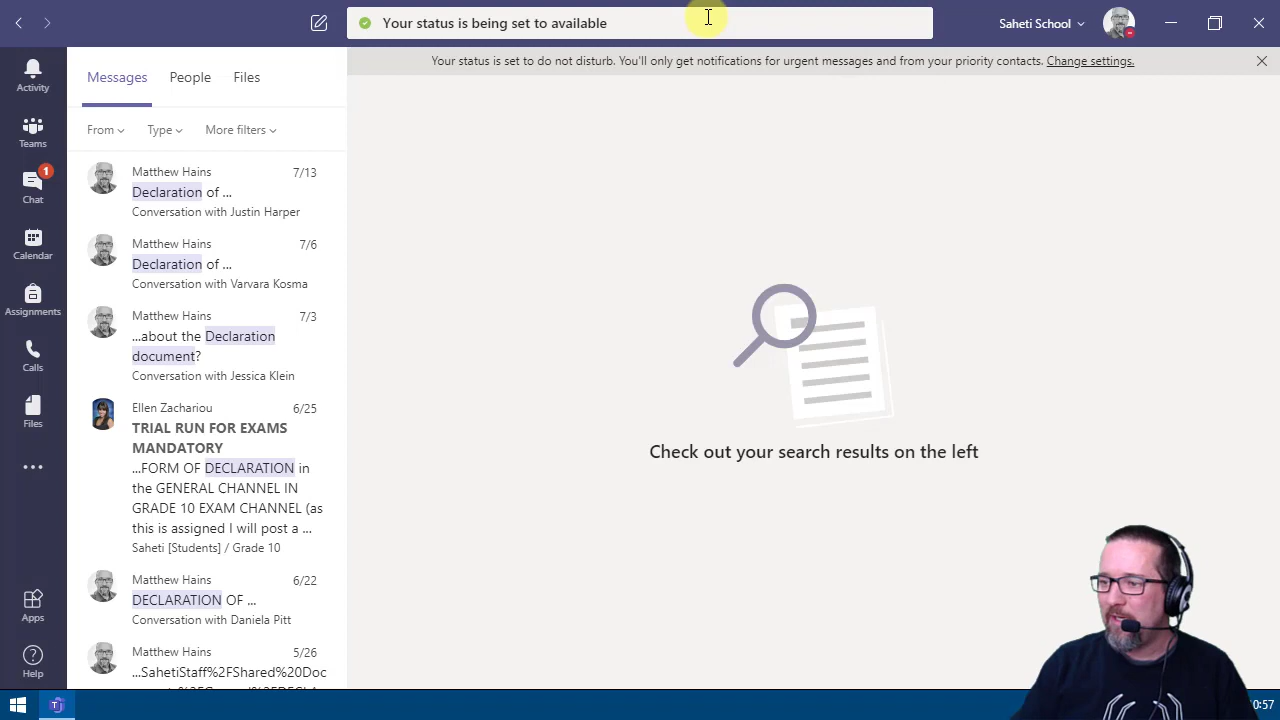 Your status is being set to available
Saheti School
Your status is set to do not disturb. You'll only get notifications for urgent messages and from your priority contacts. Change settings.
Activity
Teams
Chat
1
Calendar
Assignments
Calls
Files
Apps
Help
Messages People Files
From Type More filters
Matthew Hains 7/13
Declaration of ...
Conversation with Justin Harper
Matthew Hains 7/6
Declaration of ...
Conversation with Varvara Kosma
Matthew Hains 7/3
...about the Declaration
document?
Conversation with Jessica Klein
Ellen Zachariou 6/25
TRIAL RUN FOR EXAMS
MANDATORY
...FORM OF DECLARATION in
the GENERAL CHANNEL IN
GRADE 10 EXAM CHANNEL (as
this is assigned I will post a ...
Saheti [Students] / Grade 10
Matthew Hains 6/22
DECLARATION OF ...
Conversation with Daniela Pitt
Matthew Hains 5/26
...SahetiStaff%2FShared%20Doc
Check out your search results on the left
0:57